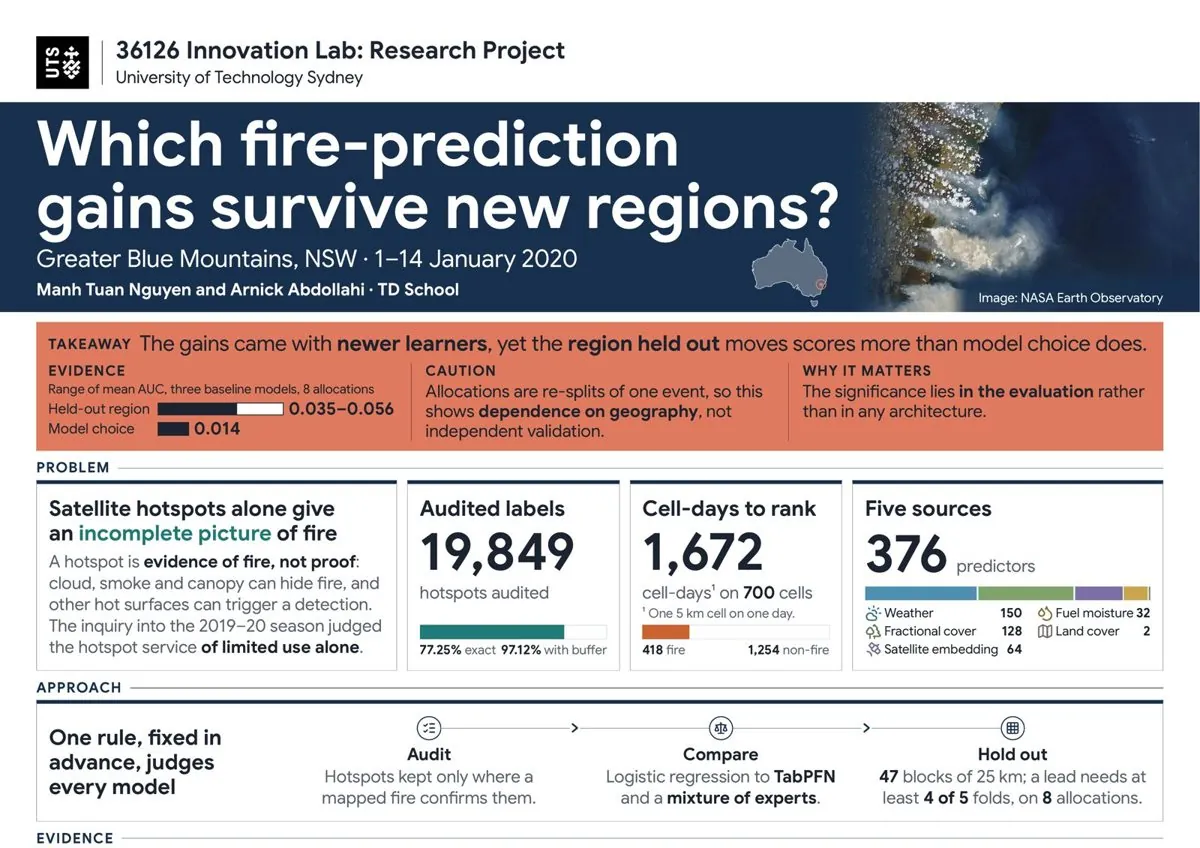 UTS
36126 Innovation Lab: Research Project
University of Technology Sydney
Which fire-prediction
gains survive new regions?
Greater Blue Mountains, NSW · 1–14 January 2020
Manh Tuan Nguyen and Arnick Abdollahi · TD School
Image: NASA Earth Observatory
TAKEAWAY The gains came with newer learners, yet the region held out moves scores more than model choice does.
EVIDENCE
Range of mean AUC, three baseline models, 8 allocations
Held-out region 0.035–0.056
Model choice 0.014
CAUTION
Allocations are re-splits of one event, so this
shows dependence on geography, not
independent validation.
WHY IT MATTERS
The significance lies in the evaluation rather
than in any architecture.
PROBLEM
Satellite hotspots alone give
an incomplete picture of fire
A hotspot is evidence of fire, not proof:
cloud, smoke and canopy can hide fire, and
other hot surfaces can trigger a detection.
The inquiry into the 2019–20 season judged
the hotspot service of limited use alone.
Audited labels
19,849
hotspots audited
77.25% exact 97.12% with buffer
Cell-days to rank
1,672
cell-days¹ on 700 cells
¹ One 5 km cell on one day.
418 fire 1,254 non-fire
Five sources
376 predictors
Weather 150 Fuel moisture 32
Fractional cover 128 Land cover 2
Satellite embedding 64
APPROACH
One rule, fixed in
advance, judges
every model
Audit
Hotspots kept only where a
mapped fire confirms them.
Compare
Logistic regression to TabPFN
and a mixture of experts.
Hold out
47 blocks of 25 km; a lead needs at
least 4 of 5 folds, on 8 allocations.
EVIDENCE